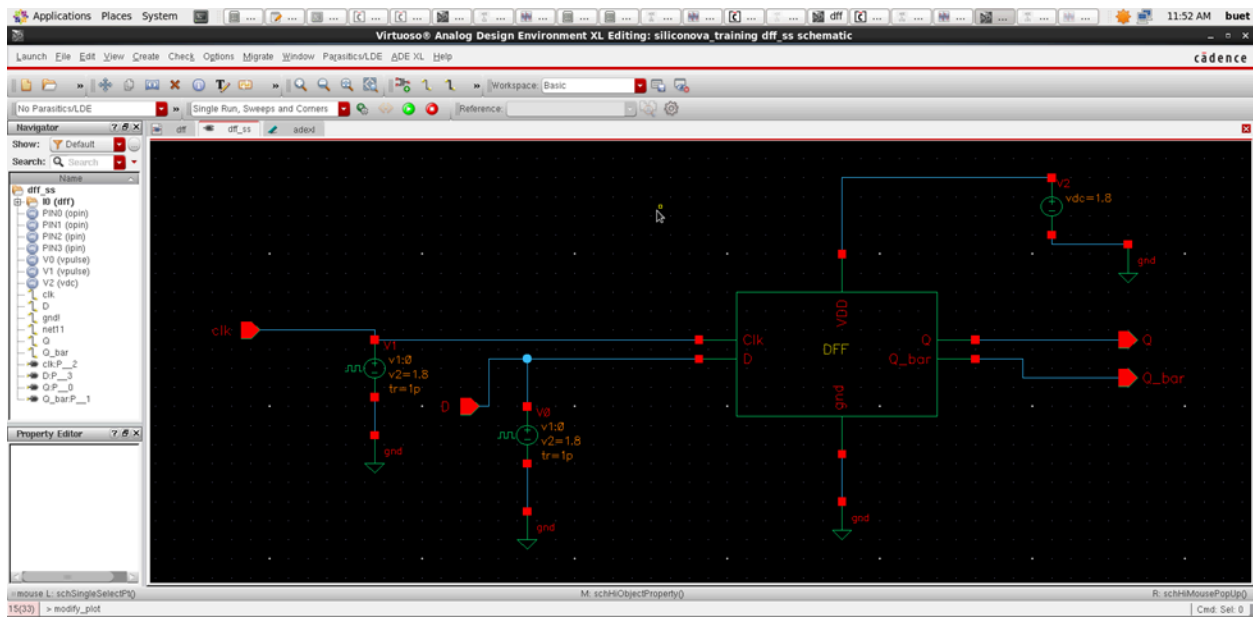 Applications Places System ... ... ... ... ... ... ... ... ... ... ... ... ... ... dff ... ... ... ... ... ... 11:52 AM buet
Virtuoso® Analog Design Environment XL Editing: siliconova_training dff_ss schematic
Launch File Edit View Create Check Options Migrate Window Parasitics/LDE ADE XL Help cādence
» » » Workspace: Basic
No Parasitics/LDE » Single Run, Sweeps and Corners Reference:
Navigator
dff dff_ss adexl
Show: Default
Search: Search
Name
dff_ss
I0 (dff)
PIN0 (opin)
PIN1 (opin)
PIN2 (ipin)
PIN3 (ipin)
V0 (vpulse)
V1 (vpulse)
V2 (vdc)
clk
D
gnd!
net11
Q
Q_bar
clk:P__2
D:P__3
Q:P__0
Q_bar:P__1
Property Editor
V2
vdc=1.8
gnd
clk
V1
v1:0
v2=1.8
tr=1p
gnd
D
V0
v1:0
v2=1.8
tr=1p
gnd
VDD
Clk
D
DFF
Q
Q_bar
gnd
gnd
Q
Q_bar
mouse L: schSingleSelectPt() M: schHiObjectProperty() R: schHiMousePopUp()
15(33) > modify_plot Cmd: Sel: 0